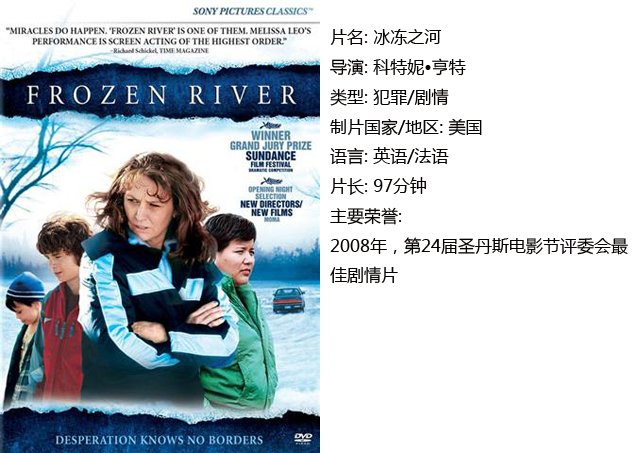 SONY PICTURES CLASSICS™
"MIRACLES DO HAPPEN. 'FROZEN RIVER' IS ONE OF THEM. MELISSA LEO'S
PERFORMANCE IS SCREEN ACTING OF THE HIGHEST ORDER."
-Richard Schickel, TIME MAGAZINE
FROZEN RIVER
WINNER
GRAND JURY PRIZE
SUNDANCE
FILM FESTIVAL
DRAMATIC COMPETITION
OPENING NIGHT
SELECTION
NEW DIRECTORS/
NEW FILMS
MOMA
DESPERATION KNOWS NO BORDERS
DVD
VIDEO
片名: 冰冻之河
导演: 科特妮•亨特
类型: 犯罪/剧情
制片国家/地区: 美国
语言: 英语/法语
片长: 97分钟
主要荣誉:
2008年，第24届圣丹斯电影节评委会最
佳剧情片